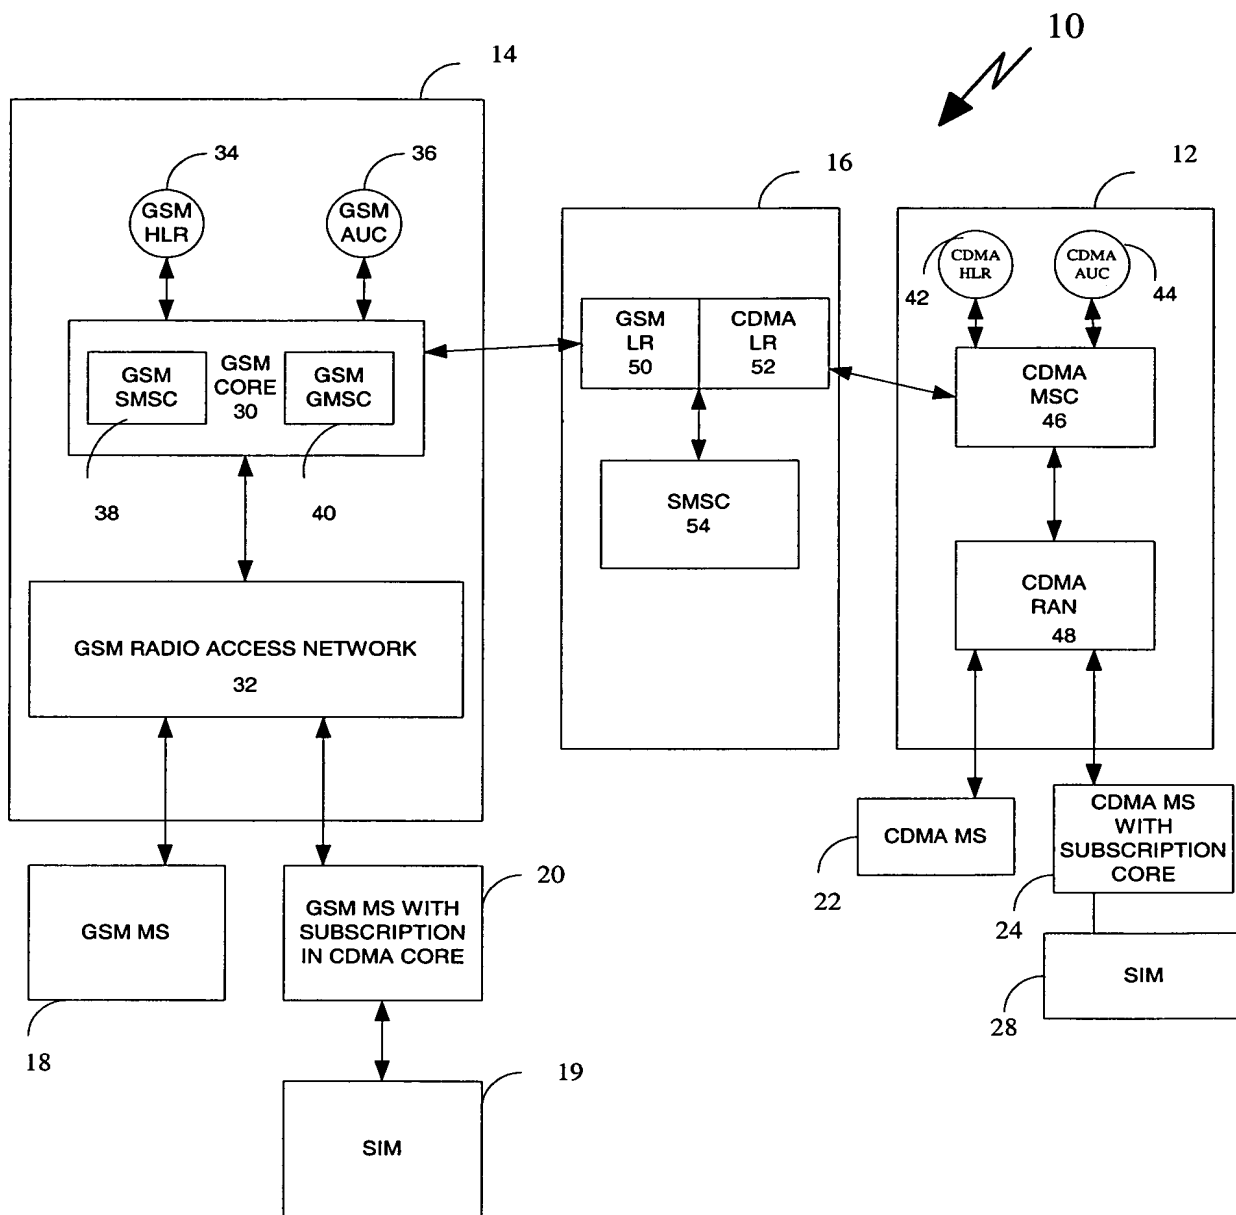 10
14
34
36
16
12
GSM
HLR
GSM
AUC
CDMA
HLR
CDMA
AUC
42
44
GSM
SMSC
GSM
CORE
30
GSM
GMSC
GSM
LR
50
CDMA
LR
52
CDMA
MSC
46
38
40
SMSC
54
CDMA
RAN
48
GSM RADIO ACCESS NETWORK
32
CDMA MS
22
CDMA MS
WITH
SUBSCRIPTION
CORE
24
GSM MS
18
GSM MS WITH
SUBSCRIPTION
IN CDMA CORE
20
SIM
28
SIM
19